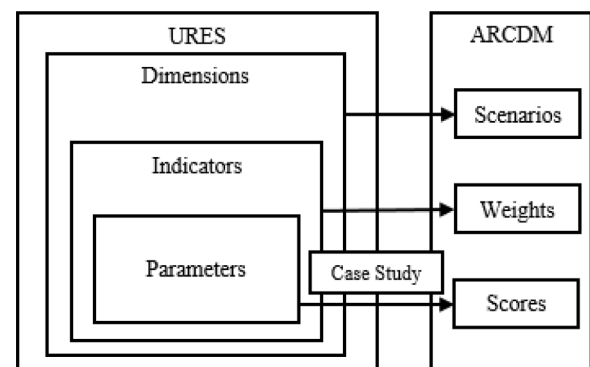 URES
Dimensions
Indicators
Parameters
Case Study
ARCDM
Scenarios
Weights
Scores